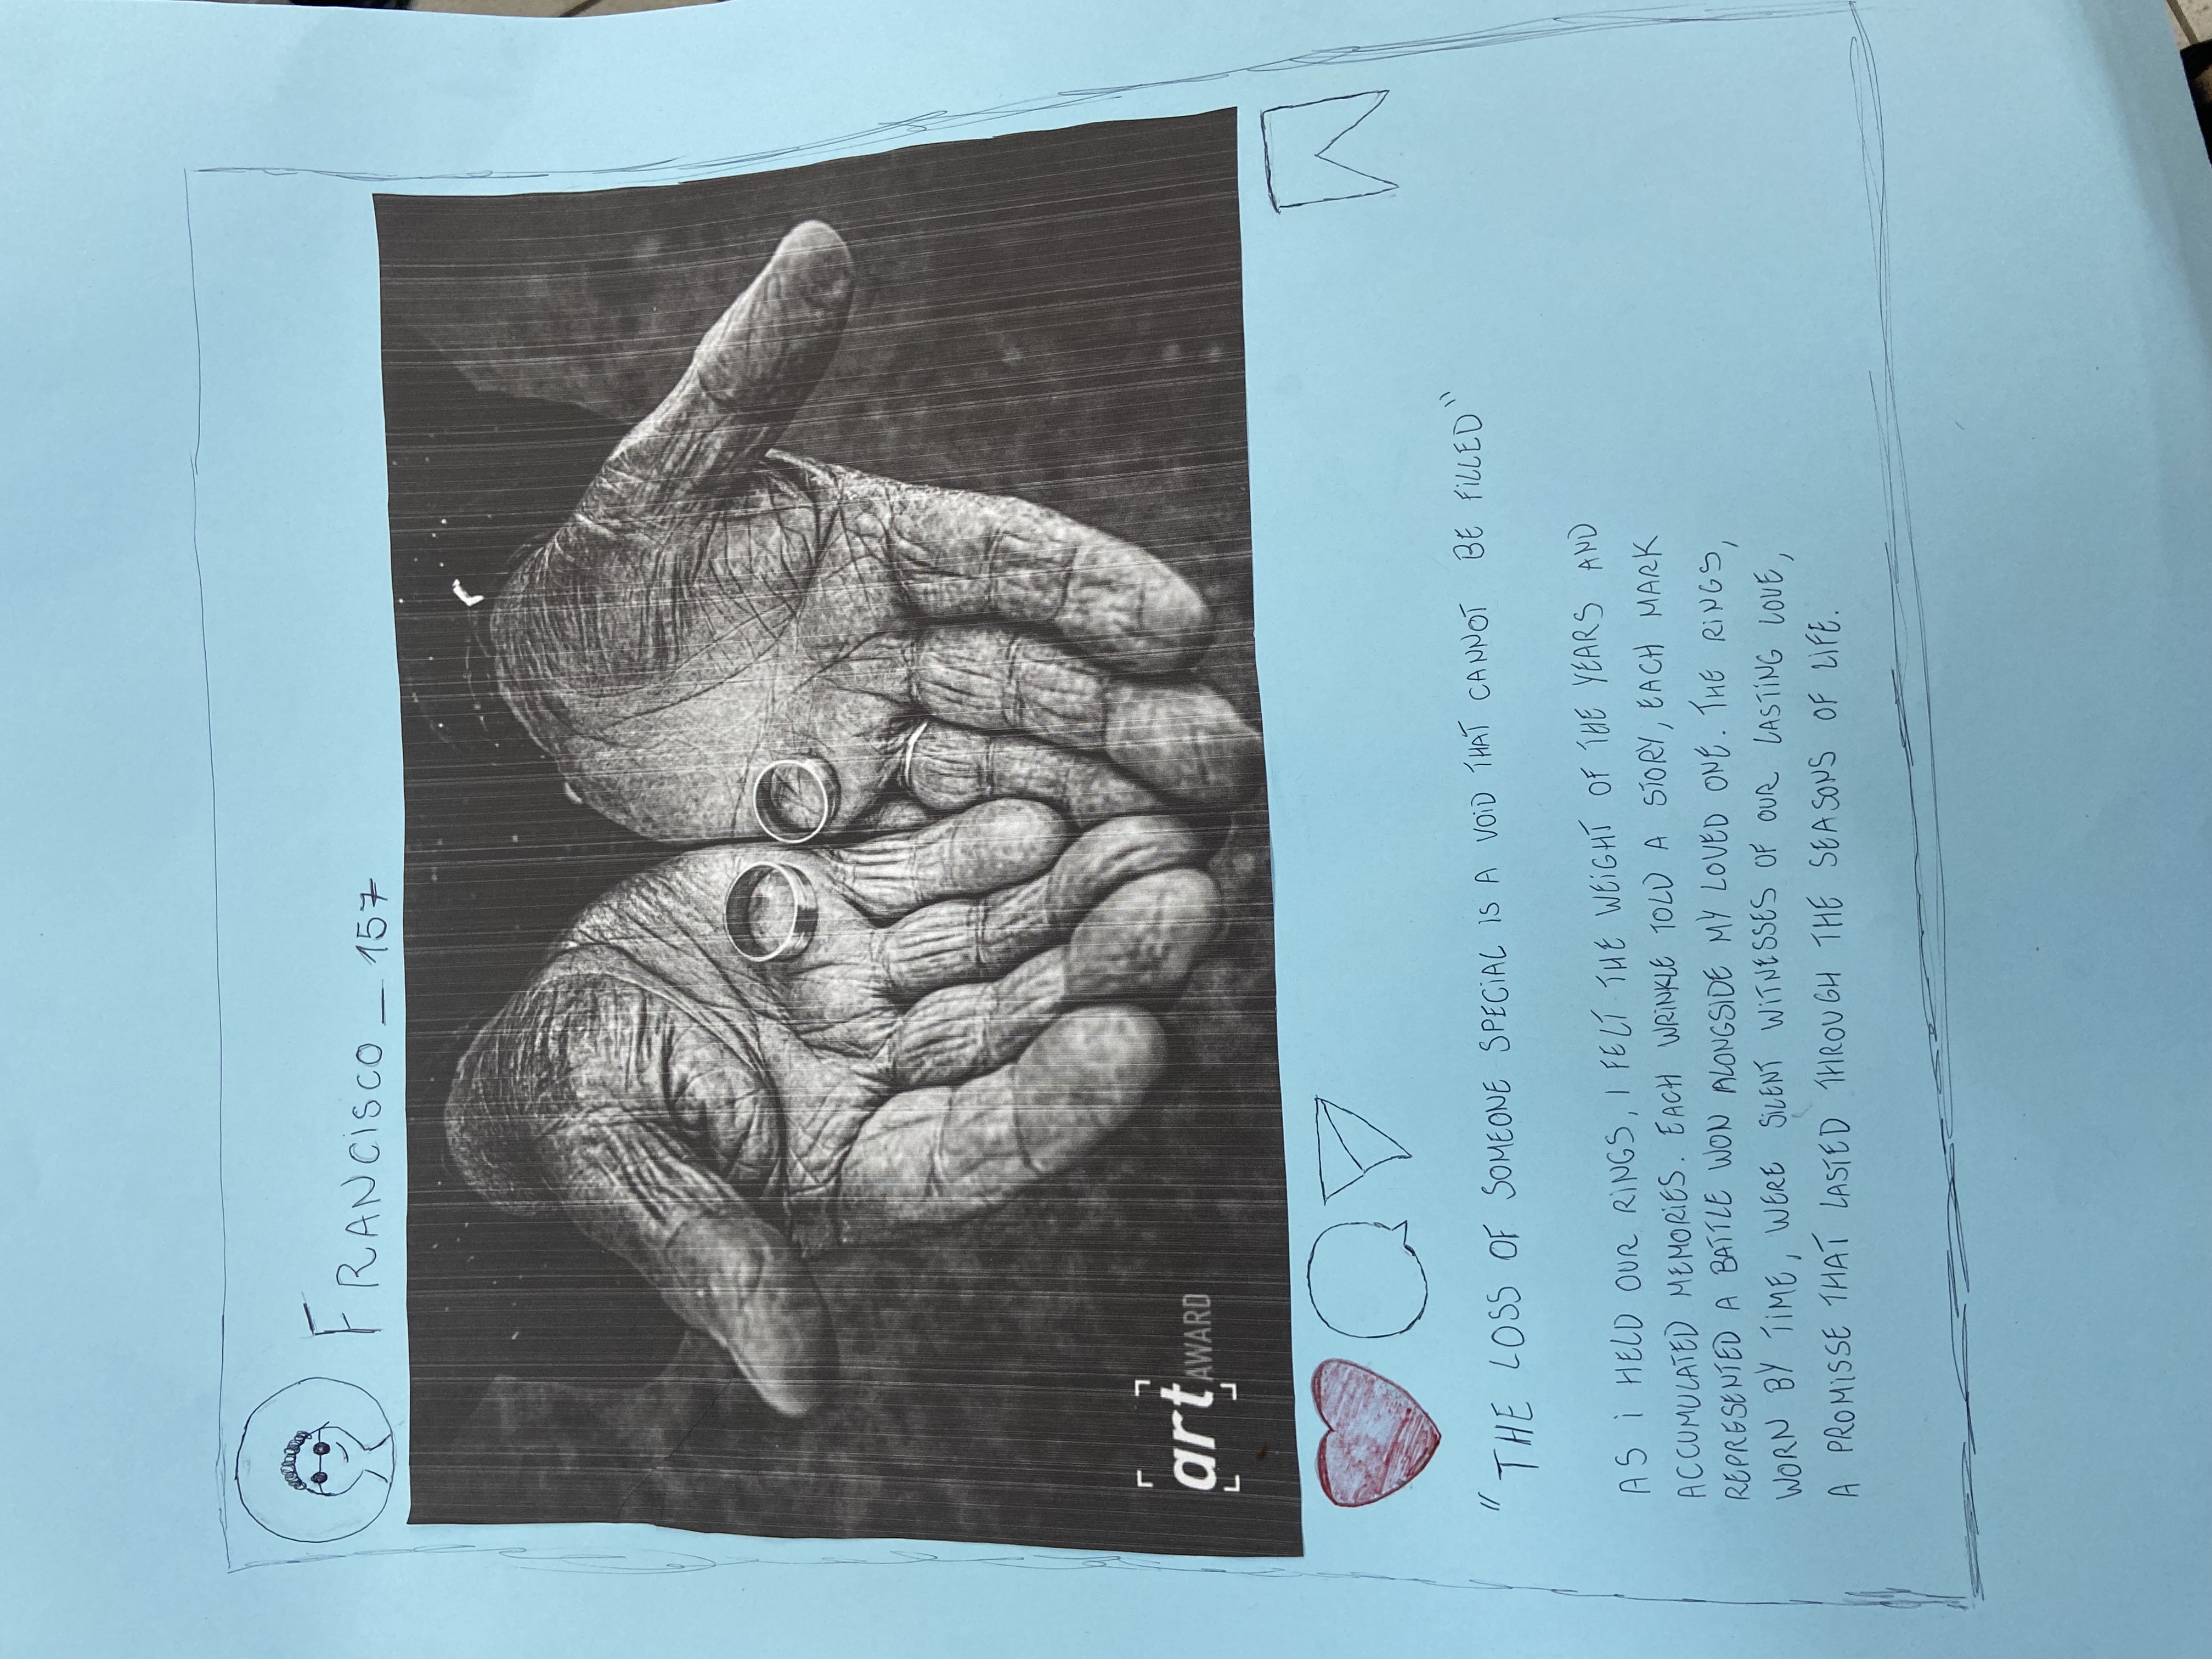 FRANCISCO_157
art AWARD
"THE LOSS OF SOMEONE SPECIAL IS A VOID THAT CANNOT BE FILLED"
AS I HELD OUR RINGS, I FELT THE WEIGHT OF THE YEARS AND
ACCUMULATED MEMORIES. EACH WRINKLE TOLD A STORY, EACH MARK
REPRESENTED A BATTLE WON ALONGSIDE MY LOVED ONE. THE RINGS,
WORN BY TIME, WERE SILENT WITNESSES OF OUR LASTING LOVE,
A PROMISSE THAT LASTED THROUGH THE SEASONS OF LIFE.